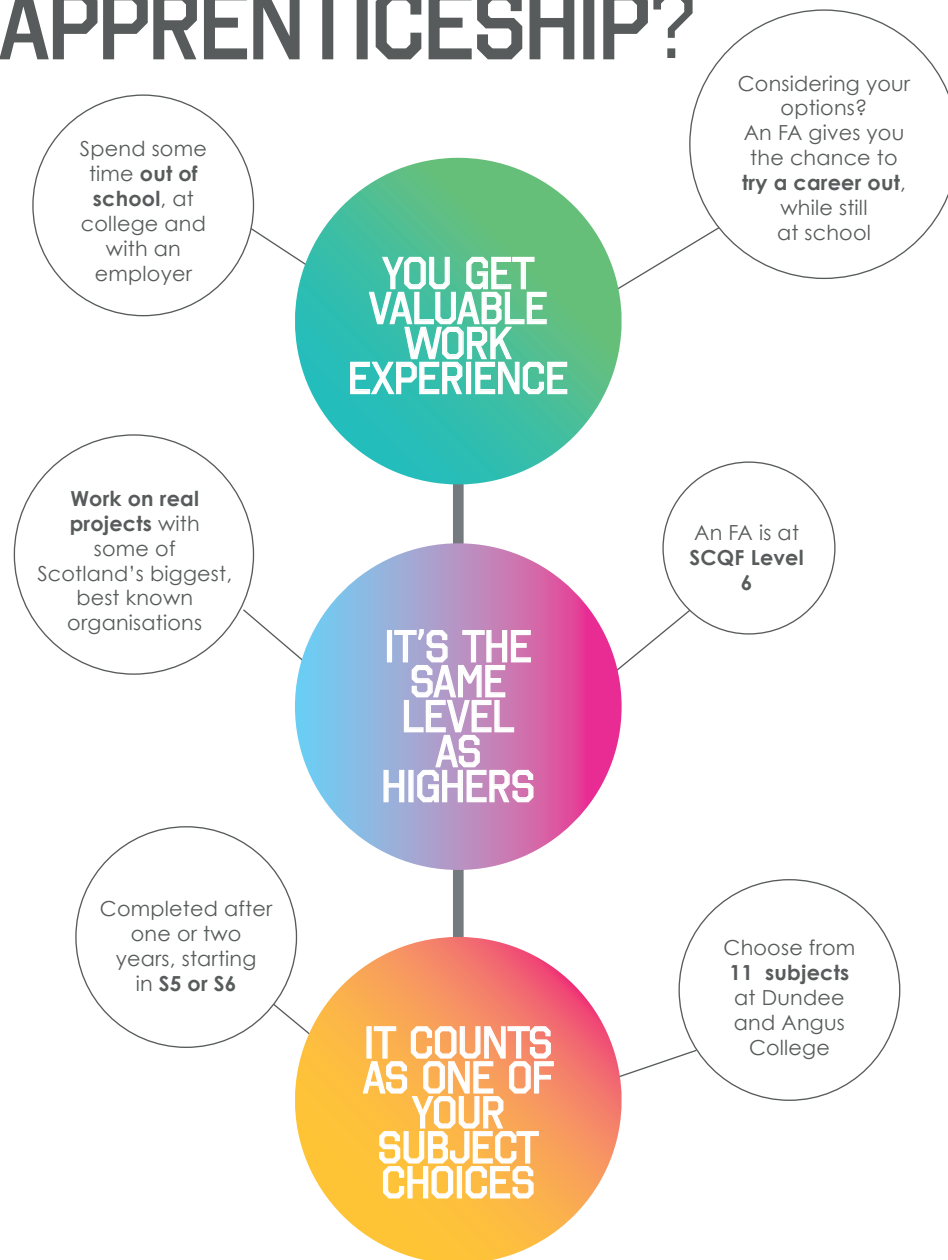 APPRENTICESHIP?
Considering your
options?
An FA gives you
the chance to
try a career out,
while still
at school
Spend some
time out of
school, at
college and
with an
employer
YOU GET
VALUABLE
WORK
EXPERIENCE
Work on real
projects with
some of
Scotland's biggest,
best known
organisations
An FA is at
SCQF Level
6
IT'S THE
SAME
LEVEL
AS
HIGHERS
Completed after
one or two
years, starting
in S5 or S6
Choose from
11 subjects
at Dundee
and Angus
College
IT COUNTS
AS ONE OF
YOUR
SUBJECT
CHOICES